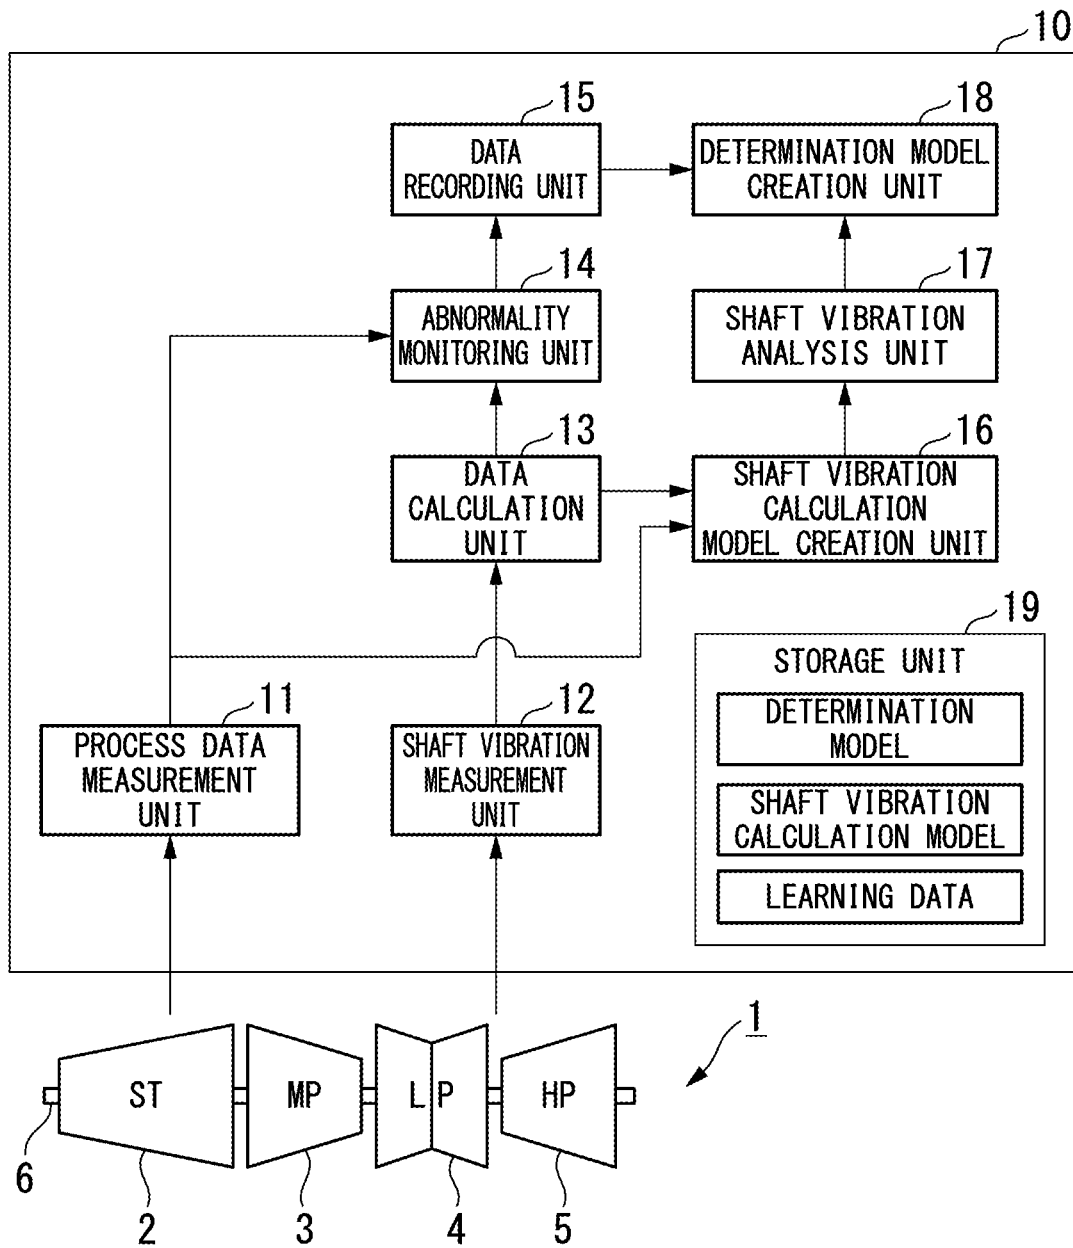 10
15
18
DATA
RECORDING UNIT
DETERMINATION MODEL
CREATION UNIT
14
17
ABNORMALITY
MONITORING UNIT
SHAFT VIBRATION
ANALYSIS UNIT
13
16
DATA
CALCULATION
UNIT
SHAFT VIBRATION
CALCULATION
MODEL CREATION UNIT
19
STORAGE UNIT
DETERMINATION
MODEL
SHAFT VIBRATION
CALCULATION MODEL
LEARNING DATA
11
12
PROCESS DATA
MEASUREMENT
UNIT
SHAFT VIBRATION
MEASUREMENT
UNIT
1
ST
MP
LP
HP
6
2
3
4
5